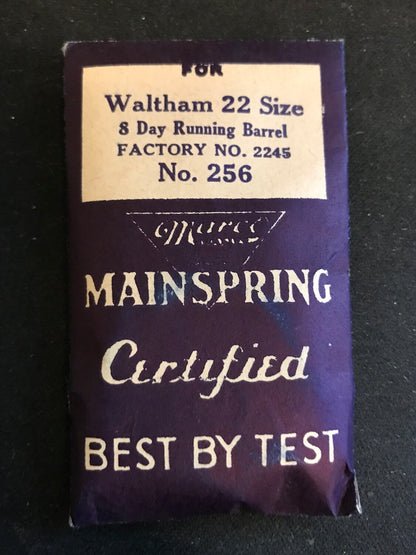 FOR
Waltham 22 Size
8 Day Running Barrel
FACTORY NO. 2245
No. 256
MAINSPRING
Certified
BEST BY TEST